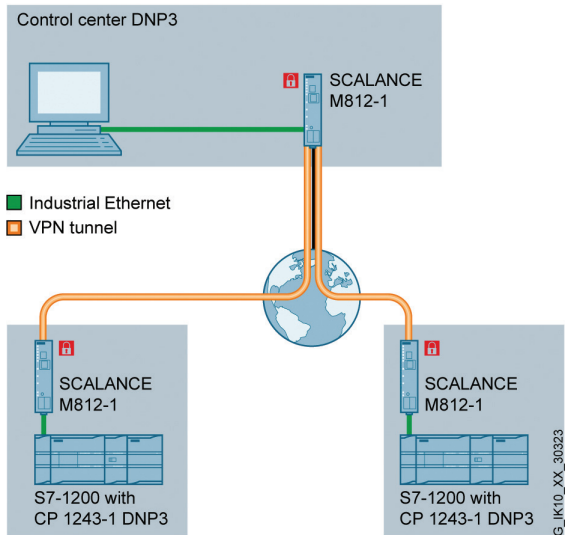 Control center DNP3
SCALANCE
M812-1
Industrial Ethernet
VPN tunnel
SCALANCE
M812-1
S7-1200 with
CP 1243-1 DNP3
SCALANCE
M812-1
S7-1200 with
CP 1243-1 DNP3
G_IK10_XX_30323